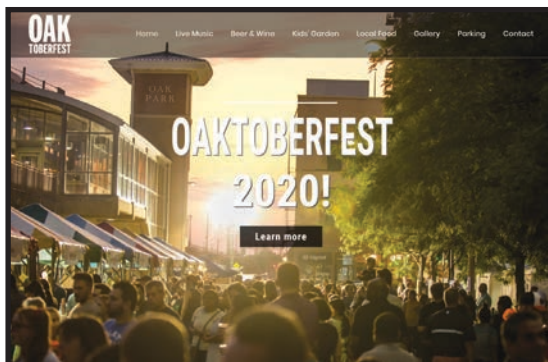 OAK
TOBERFEST
Home Live Music Beer & Wine Kids' Garden Local Food Gallery Parking Contact
OAK
PARK
OAKTOBERFEST
2020!
Learn more